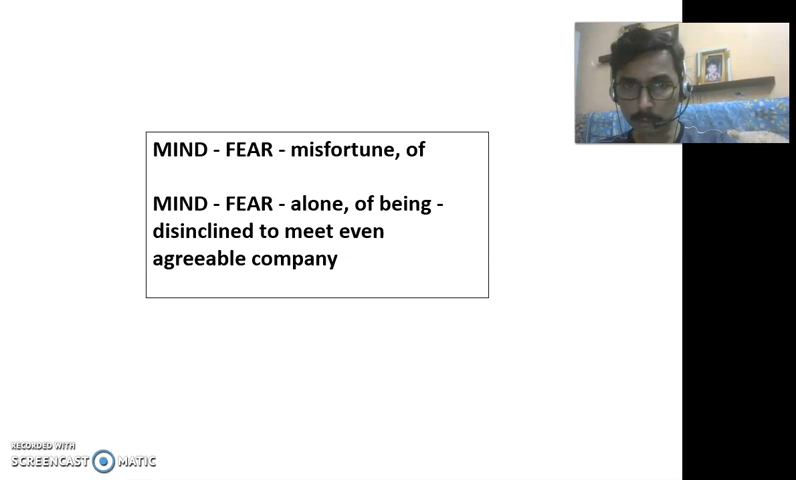 MIND - FEAR - misfortune, of
MIND - FEAR - alone, of being -
disinclined to meet even
agreeable company
RECORDED WITH
SCREENCAST MATIC